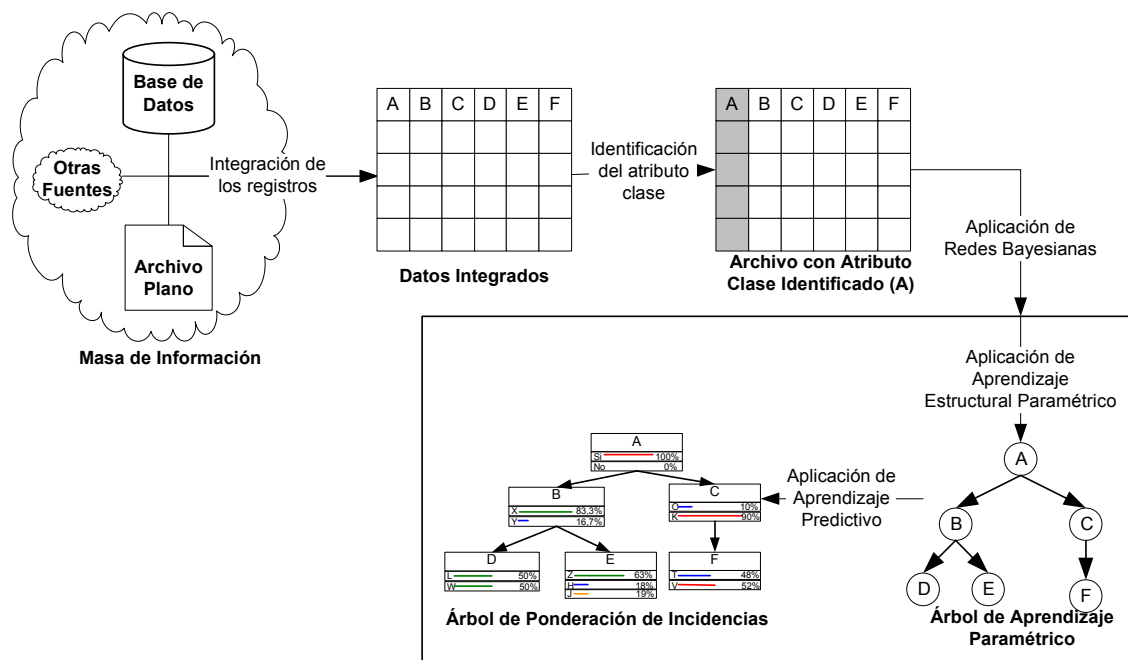 Base de
Datos
Otras
Fuentes
Archivo
Plano
Masa de Información
Integración de
los registros
A B C D E F
Datos Integrados
Identificación
del atributo
clase
A B C D E F
Archivo con Atributo
Clase Identificado (A)
Aplicación de
Redes Bayesianas
Aplicación de
Aprendizaje
Estructural Paramétrico
A
B C
D E F
Árbol de Aprendizaje
Paramétrico
Aplicación de
Aprendizaje
Predictivo
A
Si 100%
No 0%
B
X 83,3%
Y 16,7%
C
O 10%
K 90%
D
L 50%
W 50%
E
Z 63%
H 18%
J 19%
F
T 48%
V 52%
Árbol de Ponderación de Incidencias